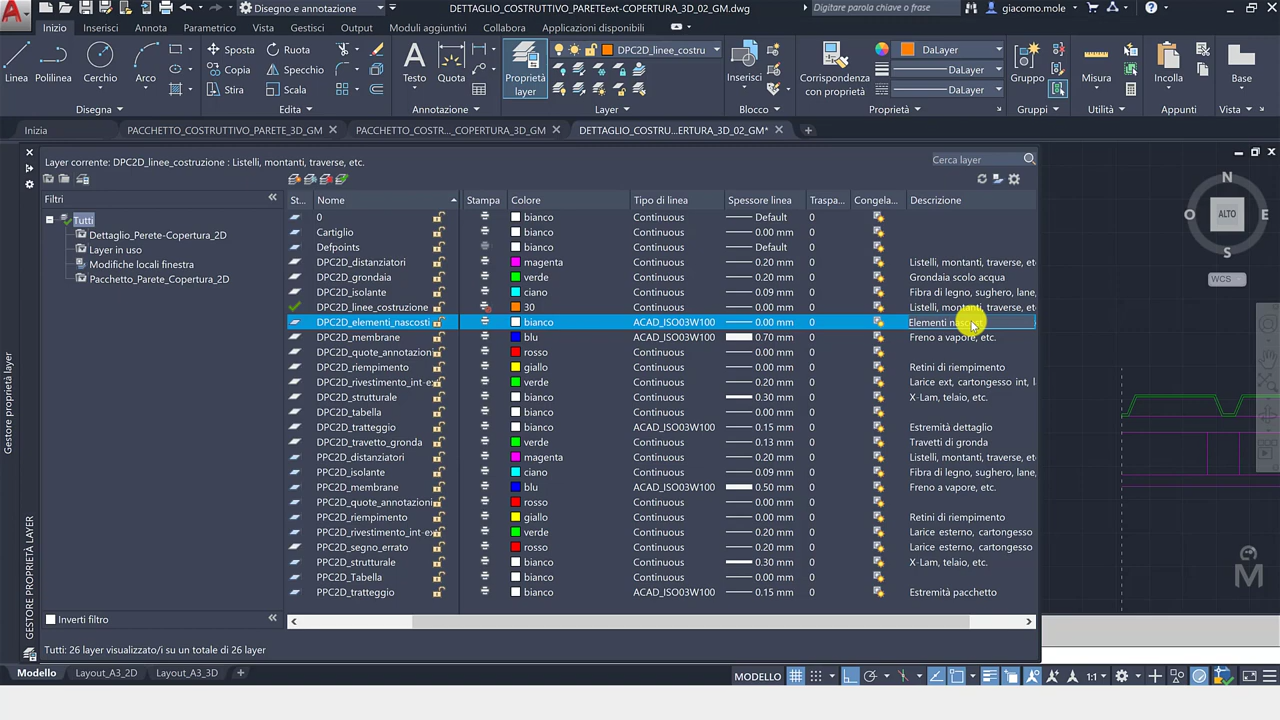 Disegno e annotazione
DETTAGLIO_COSTRUTTIVO_PARETEext-COPERTURA_3D_02_GM.dwg
Digitare parola chiave o frase
giacomo.mole
Inizio Inserisci Annota Parametrico Vista Gestisci Output Moduli aggiuntivi Collabora Applicazioni disponibili
Linea Polilinea Cerchio Arco
Sposta Ruota
Copia Specchio
Stira Scala
Testo Quota
Proprietà layer
DPC2D_linee_costru
Inserisci
Corrispondenza con proprietà
DaLayer
DaLayer
DaLayer
Gruppo Misura Incolla Base
Disegna Edita Annotazione Layer Blocco Proprietà Gruppi Utilità Appunti Vista
Inizia PACCHETTO_COSTRUTTIVO_PARETE_3D_GM PACCHETTO_COSTR..._COPERTURA_3D_GM DETTAGLIO_COSTRU...ERTURA_3D_02_GM*
Layer corrente: DPC2D_linee_costruzione : Listelli, montanti, traverse, etc.
Cerca layer
Filtri
Tutti
Dettaglio_Perete-Copertura_2D
Layer in uso
Modifiche locali finestra
Pacchetto_Parete_Copertura_2D
St... Nome Stampa Colore Tipo di linea Spessore linea Traspa... Congela... Descrizione
0 bianco Continuous Default 0
Cartiglio bianco Continuous 0.00 mm 0
Defpoints bianco Continuous Default 0
DPC2D_distanziatori magenta Continuous 0.20 mm 0 Listelli, montanti, traverse, etc
DPC2D_grondaia verde Continuous 0.20 mm 0 Grondaia scolo acqua
DPC2D_isolante ciano Continuous 0.09 mm 0 Fibra di legno, sughero, lane,
DPC2D_linee_costruzione 30 Continuous 0.09 mm 0 Listelli, montanti, traverse, etc
DPC2D_elementi_nascosti bianco ACAD_ISO03W100 0.00 mm 0 Elementi
DPC2D_membrane blu ACAD_ISO03W100 0.70 mm 0 Freno a vapore, etc.
DPC2D_quote_annotazioni rosso Continuous 0.00 mm 0
DPC2D_riempimento giallo Continuous 0.00 mm 0 Retini di riempimento
DPC2D_rivestimento_int-e verde Continuous 0.20 mm 0 Larice ext, cartongesso int, l
DPC2D_strutturale bianco Continuous 0.30 mm 0 X-Lam, telaio, etc.
DPC2D_tabella bianco Continuous 0.00 mm 0
DPC2D_tratteggio bianco ACAD_ISO03W100 0.15 mm 0 Estremità dettaglio
DPC2D_travetto_gronda verde Continuous 0.13 mm 0 Travetti di gronda
PPC2D_distanziatori magenta Continuous 0.20 mm 0 Listelli, montanti, traverse, etc
PPC2D_isolante ciano Continuous 0.09 mm 0 Fibra di legno, sughero, lane,
PPC2D_membrane blu ACAD_ISO03W100 0.50 mm 0 Freno a vapore, etc.
PPC2D_quote_annotazioni rosso Continuous 0.00 mm 0
PPC2D_riempimento giallo Continuous 0.00 mm 0 Retini di riempimento
PPC2D_rivestimento_int-e verde Continuous 0.20 mm 0 Larice esterno, cartongesso
PPC2D_segno_errato rosso Continuous 0.20 mm 0 Larice esterno, cartongesso
PPC2D_strutturale bianco Continuous 0.30 mm 0 X-Lam, telaio, etc.
PPC2D_Tabella bianco Continuous 0.00 mm 0
PPC2D_tratteggio bianco ACAD_ISO03W100 0.15 mm 0 Estremità pacchetto
Inverti filtro
Tutti: 26 layer visualizzato/i su un totale di 26 layer
Gestore proprietà layer
GESTORE PROPRIETÀ LAYER
N
O ALTO E
S
WCS
M
Modello Layout_A3_2D Layout_A3_3D
MODELLO
1:1